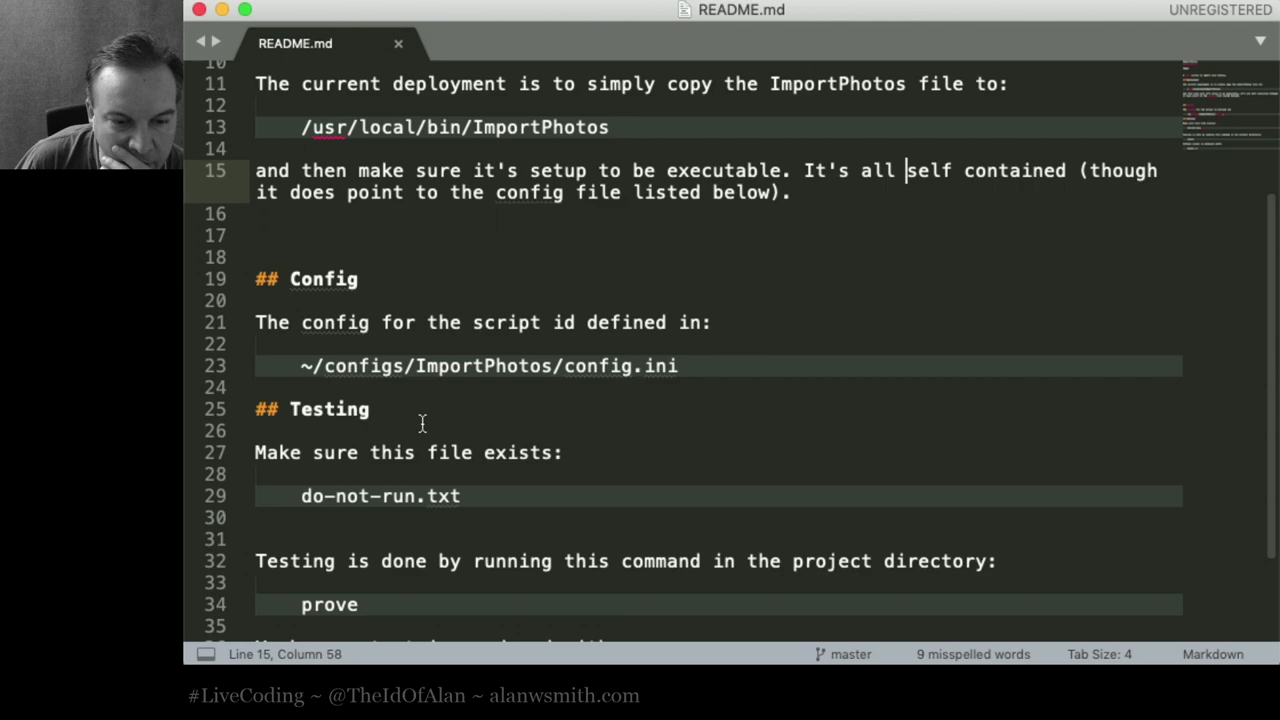 README.md
UNREGISTERED
README.md
10
11 The current deployment is to simply copy the ImportPhotos file to:
12
13 /usr/local/bin/ImportPhotos
14
15 and then make sure it's setup to be executable. It's all self contained (though
it does point to the config file listed below).
16
17
18
19 ## Config
20
21 The config for the script id defined in:
22
23 ~/configs/ImportPhotos/config.ini
24
25 ## Testing
26
27 Make sure this file exists:
28
29 do-not-run.txt
30
31
32 Testing is done by running this command in the project directory:
33
34 prove
35
Line 15, Column 58
master
9 misspelled words
Tab Size: 4
Markdown
#LiveCoding ~ @TheIdOfAlan ~ alanwsmith.com